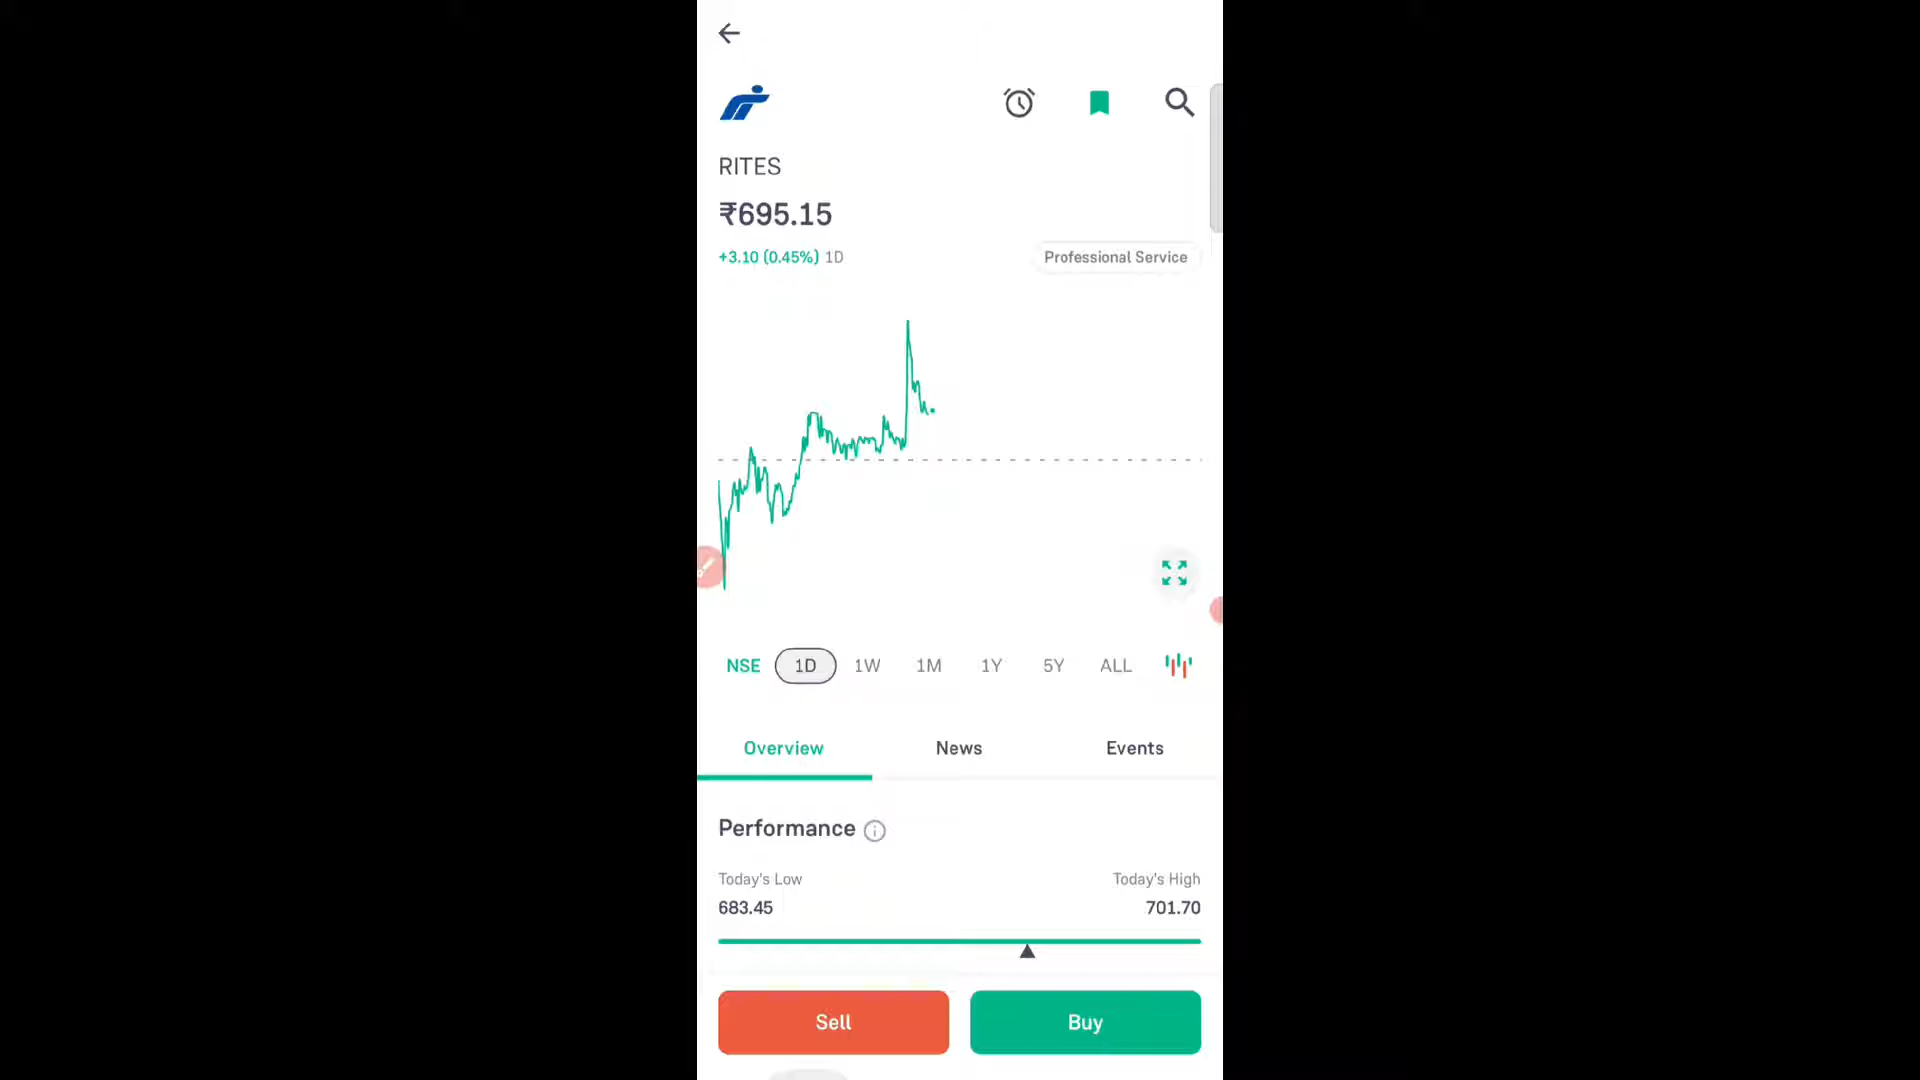 RITES
₹695.15
+3.10 (0.45%) 1D
Professional Service
NSE 1D 1W 1M 1Y 5Y ALL
Overview News Events
Performance
Today's Low Today's High
683.45 701.70
Sell Buy